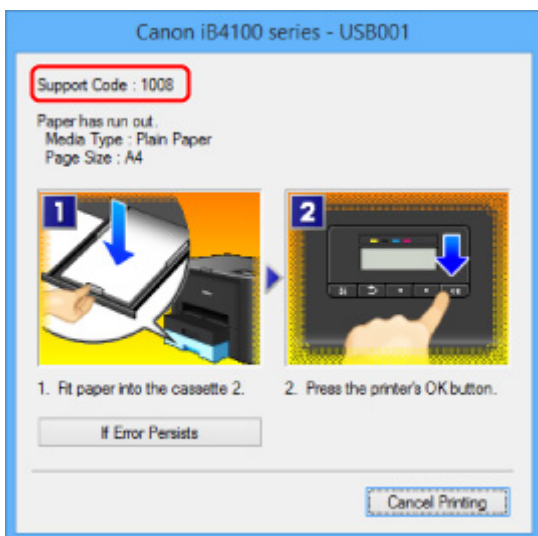 Canon iB4100 series - USB001
Support Code : 1008
Paper has run out.
Media Type : Plain Paper
Page Size : A4
1
2
1. Fit paper into the cassette 2.
2. Press the printer's OK button.
If Error Persists
Cancel Printing